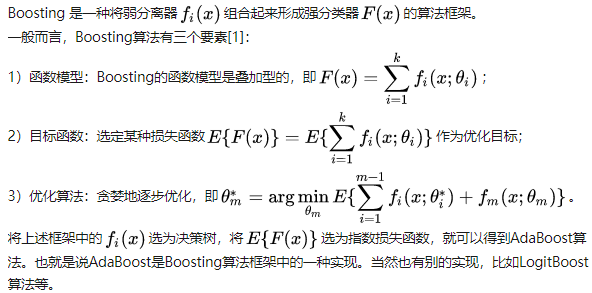 Boosting 是一种将弱分离器 $f_i(x)$ 组合起来形成强分类器 $F(x)$ 的算法框架。
一般而言，Boosting算法有三个要素[1]：
1）函数模型：Boosting的函数模型是叠加型的，即 $F(x)=\sum_{i=1}^{k} f_i(x;\theta_i)$；
2）目标函数：选定某种损失函数 $E\{F(x)\}=E\{\sum_{i=1}^{k} f_i(x;\theta_i)\}$ 作为优化目标；
3）优化算法：贪婪地逐步优化，即 $\theta_m^*=\arg\min_{\theta_m} E\{\sum_{i=1}^{m-1} f_i(x;\theta_i^*)+f_m(x;\theta_m)\}$。
将上述框架中的 $f_i(x)$ 选为决策树，将 $E\{F(x)\}$ 选为指数损失函数，就可以得到AdaBoost算
法。也就是说AdaBoost是Boosting算法框架中的一种实现。当然也有别的实现，比如LogitBoost
算法等。